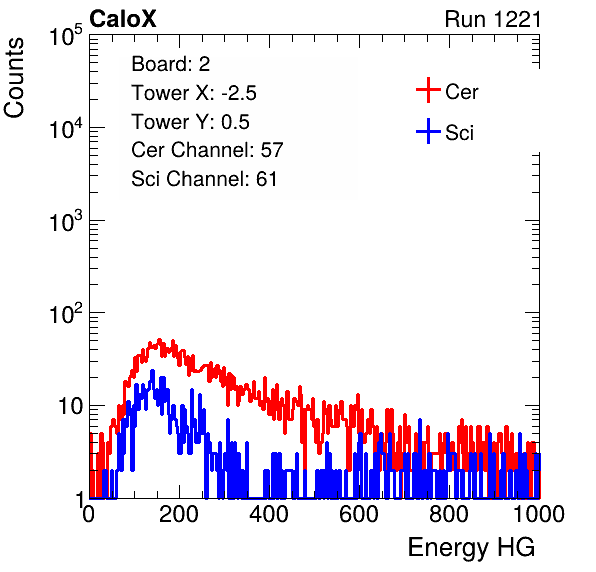 CaloX Run 1221
Counts
10^5
10^4
10^3
10^2
10
1
Board: 2
Tower X: -2.5
Tower Y: 0.5
Cer Channel: 57
Sci Channel: 61
Cer
Sci
0 200 400 600 800 1000
Energy HG